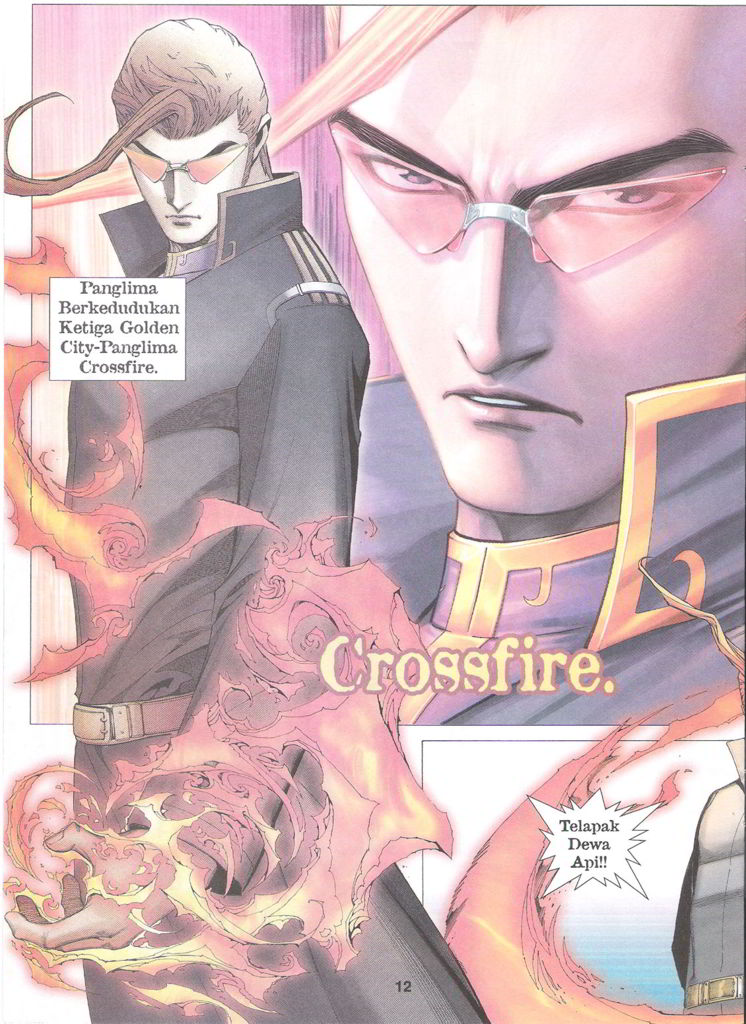 Panglima
Berkedudukan
Ketiga Golden
City-Panglima
Crossfire.
Crossfire.
Telapak
Dewa
Api!!
12